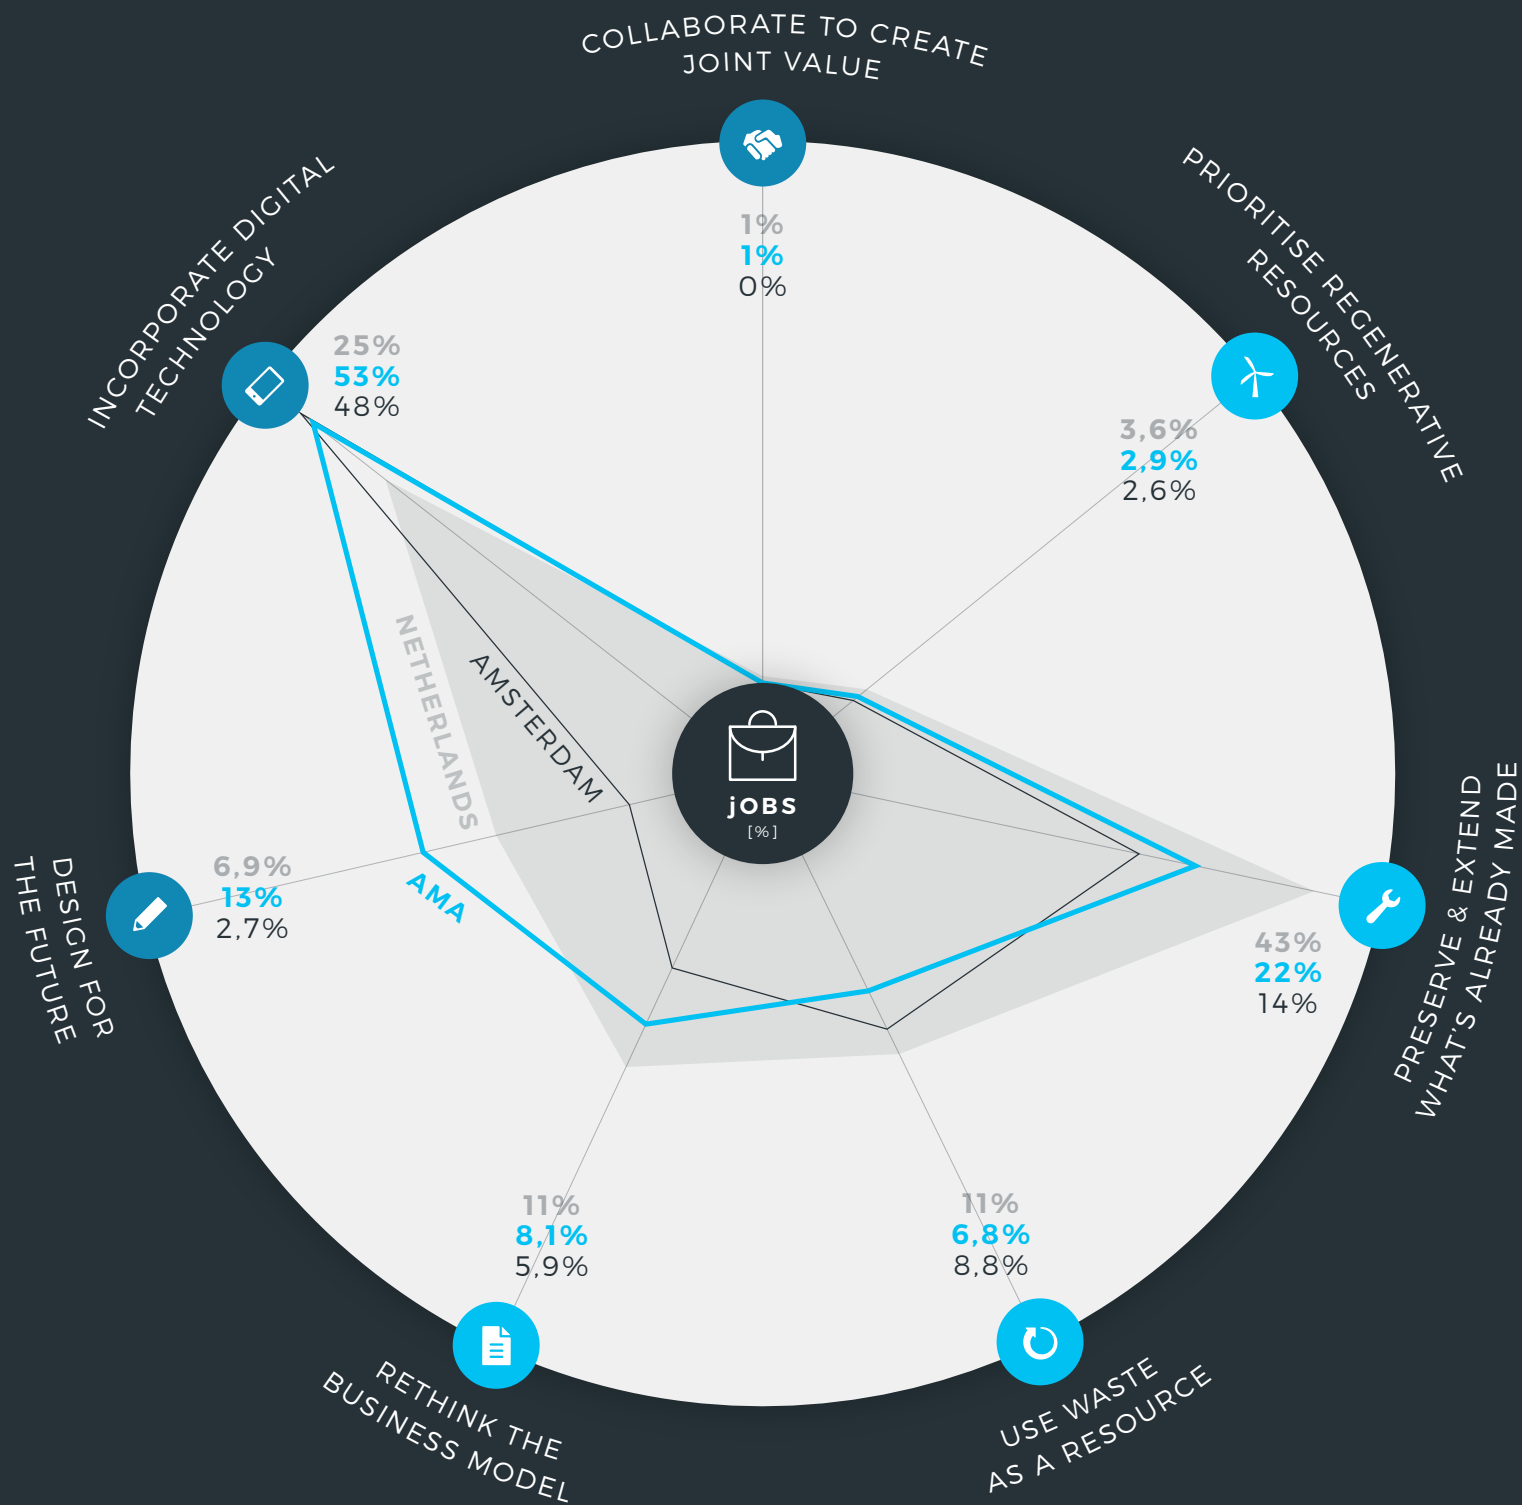 COLLABORATE TO CREATE
JOINT VALUE
1%
1%
0%
PRIORITISE REGENERATIVE
RESOURCES
3,6%
2,9%
2,6%
PRESERVE & EXTEND
WHAT'S ALREADY MADE
43%
22%
14%
USE WASTE
AS A RESOURCE
11%
6,8%
8,8%
RETHINK THE
BUSINESS MODEL
11%
8,1%
5,9%
DESIGN FOR
THE FUTURE
6,9%
13%
2,7%
INCORPORATE DIGITAL
TECHNOLOGY
25%
53%
48%
NETHERLANDS
AMSTERDAM
AMA
jOBS
[%]